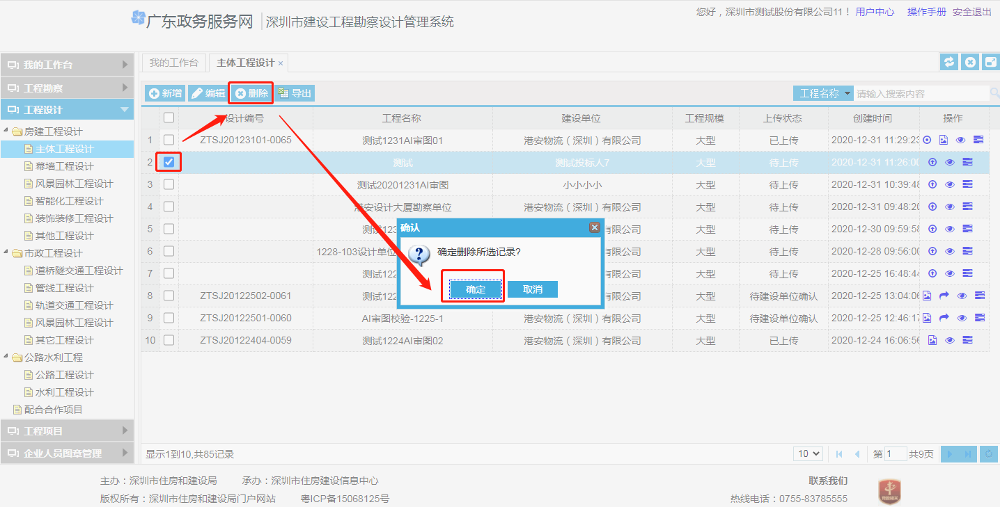 您好，深圳市测试股份有限公司11！ 用户中心 操作手册 安全退出
广东政务服务网 深圳市建设工程勘察设计管理系统
我的工作台
工程勘察
工程设计
房建工程设计
主体工程设计
幕墙工程设计
风景园林工程设计
智能化工程设计
装饰装修工程设计
其他工程设计
市政工程设计
道桥隧交通工程设计
管线工程设计
轨道交通工程设计
风景园林工程设计
其它工程设计
公路水利工程
公路工程设计
水利工程设计
配合合作项目
工程项目
企业人员图章管理
我的工作台 主体工程设计 ×
新增 编辑 删除 导出 工程名称 请输入搜索内容
设计编号 工程名称 建设单位 工程规模 上传状态 创建时间 操作
1 ZTSJ20123101-0065 测试1231AI审图01 港安物流（深圳）有限公司 大型 已上传 2020-12-31 11:29:23
2 测试 测试投标人7 大型 待上传 2020-12-31 11:26:00
3 测试20201231AI审图 小小小小 大型 待上传 2020-12-31 10:39:48
4 港安设计大厦勘察单位 港安物流（深圳）有限公司 大型 待上传 2020-12-31 09:48:20
5 测试123 有限公司 大型 待上传 2020-12-30 09:59:58
6 1228-103设计单位 有限公司 大型 待上传 2020-12-28 09:56:00
7 测试122 有限公司 大型 待上传 2020-12-25 16:48:44
8 ZTSJ20122502-0061 测试122 有限公司 大型 待建设单位确认 2020-12-25 13:04:06
9 ZTSJ20122501-0060 AI审图校验-1225-1 港安物流（深圳）有限公司 大型 待建设单位确认 2020-12-25 12:46:17
10 ZTSJ20122404-0059 测试1224AI审图02 港安物流（深圳）有限公司 大型 已上传 2020-12-24 16:06:56
确认
确定删除所选记录?
确定 取消
显示1到10,共85记录 10 第 1 共9页
主办：深圳市住房和建设局 承办：深圳市住房建设信息中心 联系我们
版权所有：深圳市住房和建设局门户网站 粤ICP备15068125号 热线电话：0755-83785555